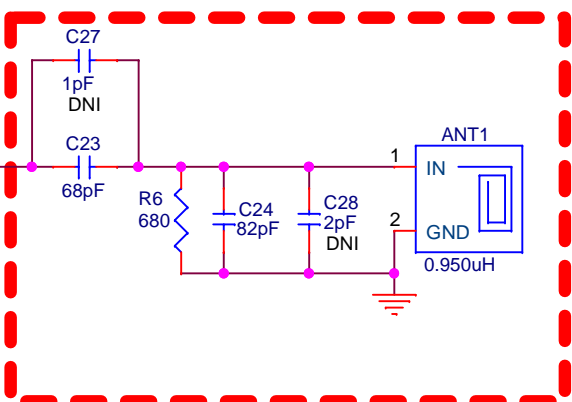 C27
1pF
DNI
C23
68pF
R6
680
C24
82pF
C28
2pF
DNI
ANT1
1
IN
2
GND
0.950uH